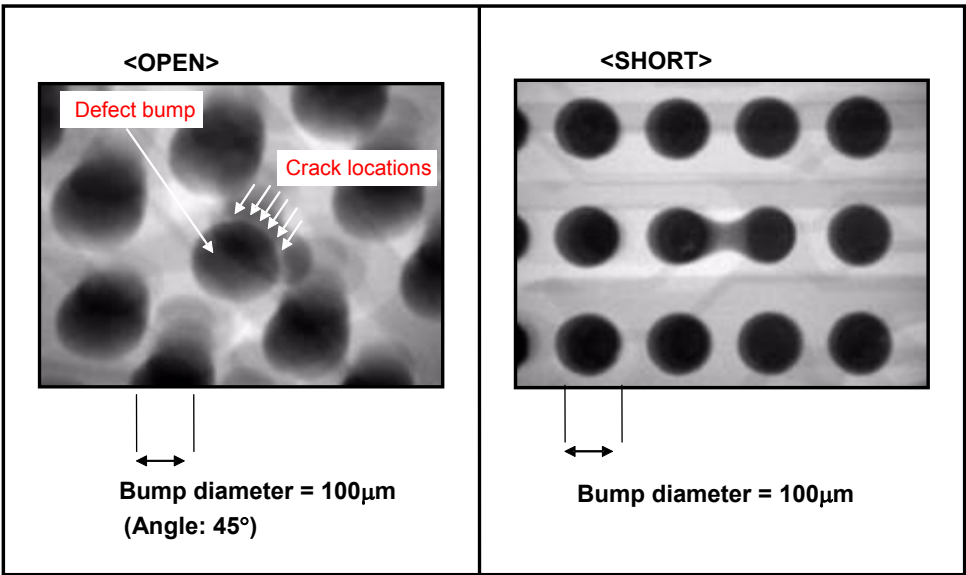 <OPEN>
Defect bump
Crack locations
Bump diameter = 100μm
(Angle: 45°)
<SHORT>
Bump diameter = 100μm